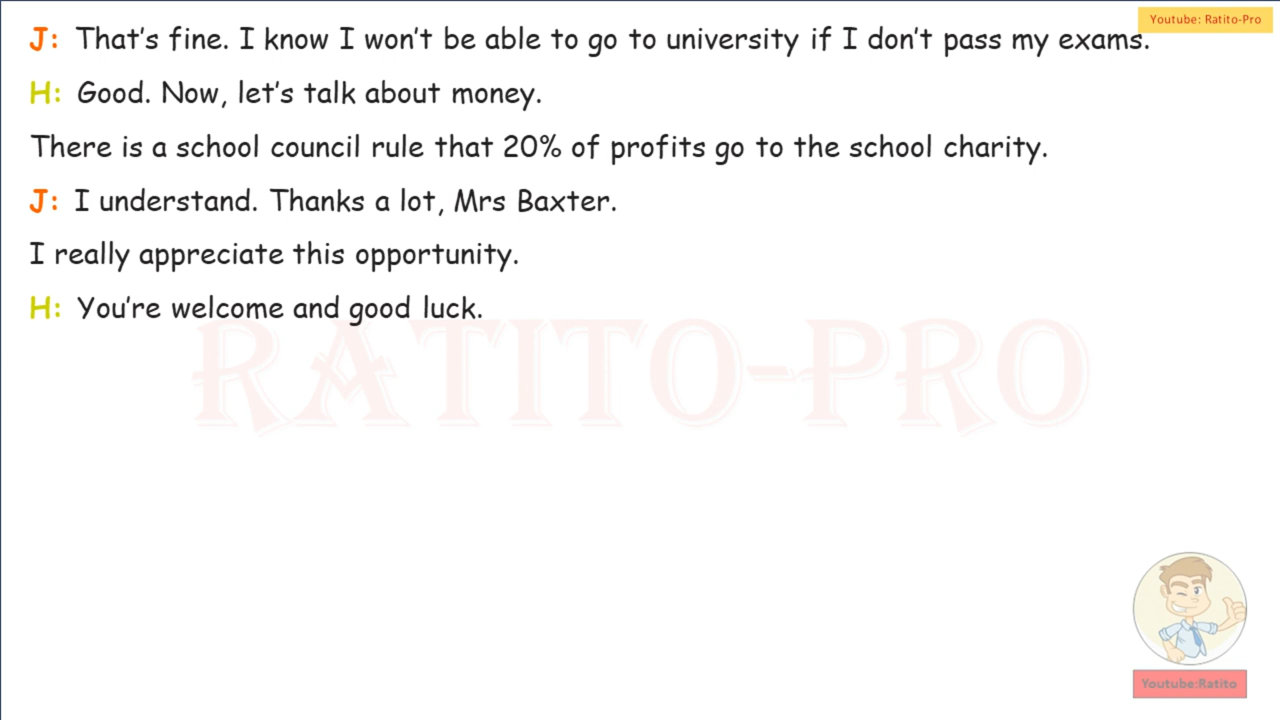 Youtube: Ratito-Pro
J: That's fine. I know I won't be able to go to university if I don't pass my exams.
H: Good. Now, let's talk about money.
There is a school council rule that 20% of profits go to the school charity.
J: I understand. Thanks a lot, Mrs Baxter.
I really appreciate this opportunity.
H: You're welcome and good luck.
RATITO-PRO
Youtube:Ratito